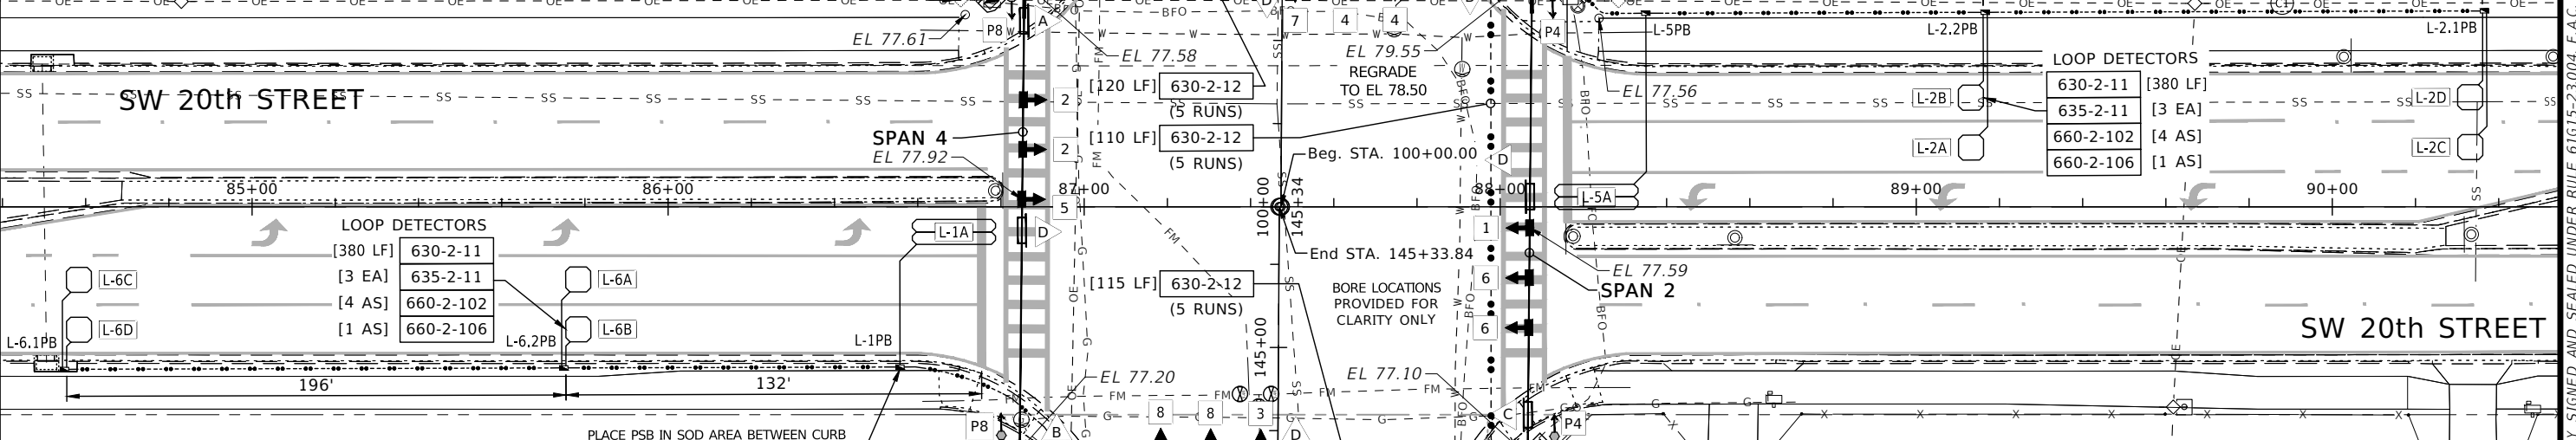 EL 77.61
P8
A
EL 77.58
7
4
4
EL 79.55
REGRADE
TO EL 78.50
P4
L-5PB
EL 77.56
L-2.2PB
L-2.1PB
SW 20th STREET
[120 LF] 630-2-12
(5 RUNS)
[110 LF] 630-2-12
(5 RUNS)
2
2
5
SPAN 4
EL 77.92
LOOP DETECTORS
630-2-11 [380 LF]
635-2-11 [3 EA]
660-2-102 [4 AS]
660-2-106 [1 AS]
L-2B
L-2A
L-2D
L-2C
Beg. STA. 100+00.00
D
85+00
86+00
87+00
88+00
89+00
90+00
100+00
145+34
L-5A
LOOP DETECTORS
[380 LF] 630-2-11
[3 EA] 635-2-11
[4 AS] 660-2-102
[1 AS] 660-2-106
L-1A
D
End STA. 145+33.84
1
6
6
EL 77.59
SPAN 2
L-6C
L-6D
L-6A
L-6B
[115 LF] 630-2-12
(5 RUNS)
BORE LOCATIONS
PROVIDED FOR
CLARITY ONLY
145+00
SW 20th STREET
L-6.1PB
L-6.2PB
L-1PB
196'
132'
EL 77.20
EL 77.10
P8
B
8
8
3
D
C
P4
PLACE PSB IN SOD AREA BETWEEN CURB
SIGNED AND SEALED UNDER RULE 61G15-23.004 F.A.C.